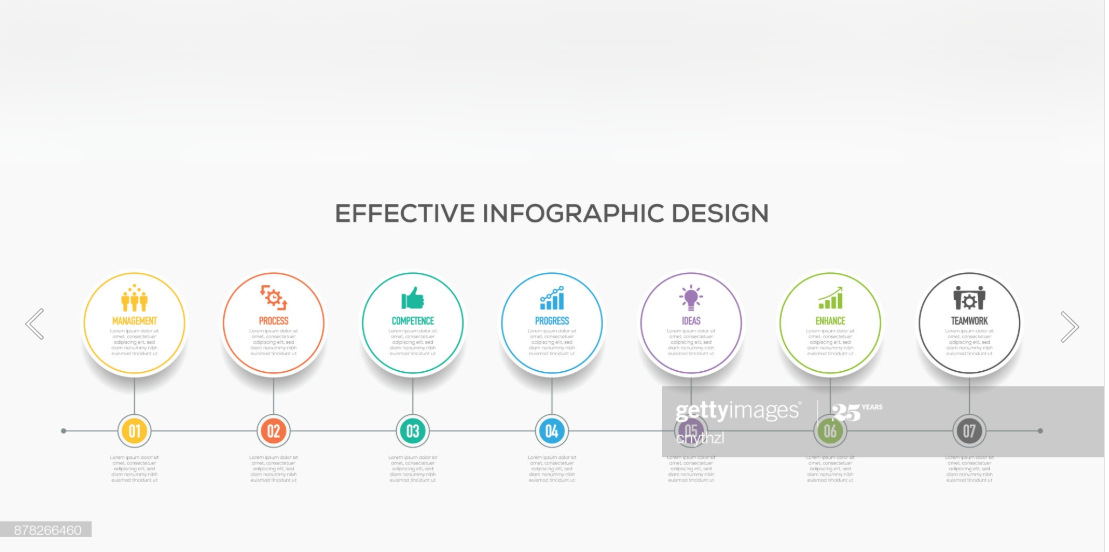 EFFECTIVE INFOGRAPHIC DESIGN
MANAGEMENT
Lorem ipsum dolor sit
amet, consectetuer
adipiscing elit, sed
diam nonummy nibh
euismod tincidunt ut
PROCESS
Lorem ipsum dolor sit
amet, consectetuer
adipiscing elit, sed
diam nonummy nibh
euismod tincidunt ut
COMPETENCE
Lorem ipsum dolor sit
amet, consectetuer
adipiscing elit, sed
diam nonummy nibh
euismod tincidunt ut
PROGRESS
Lorem ipsum dolor sit
amet, consectetuer
adipiscing elit, sed
diam nonummy nibh
euismod tincidunt ut
IDEAS
Lorem ipsum dolor sit
amet, consectetuer
adipiscing elit, sed
diam nonummy nibh
euismod tincidunt ut
ENHANCE
Lorem ipsum dolor sit
amet, consectetuer
adipiscing elit, sed
diam nonummy nibh
euismod tincidunt ut
TEAMWORK
Lorem ipsum dolor sit
amet, consectetuer
adipiscing elit, sed
diam nonummy nibh
euismod tincidunt ut
gettyimages® 25 YEARS
crlythzl
01
02
03
04
05
06
07
Lorem ipsum dolor sit
amet, consectetuer
adipiscing elit, sed
diam nonummy nibh
euismod tincidunt ut
Lorem ipsum dolor sit
amet, consectetuer
adipiscing elit, sed
diam nonummy nibh
euismod tincidunt ut
Lorem ipsum dolor sit
amet, consectetuer
adipiscing elit, sed
diam nonummy nibh
euismod tincidunt ut
Lorem ipsum dolor sit
amet, consectetuer
adipiscing elit, sed
diam nonummy nibh
euismod tincidunt ut
Lorem ipsum dolor sit
amet, consectetuer
adipiscing elit, sed
diam nonummy nibh
euismod tincidunt ut
Lorem ipsum dolor sit
amet, consectetuer
adipiscing elit, sed
diam nonummy nibh
euismod tincidunt ut
Lorem ipsum dolor sit
amet, consectetuer
adipiscing elit, sed
diam nonummy nibh
euismod tincidunt ut
878266460